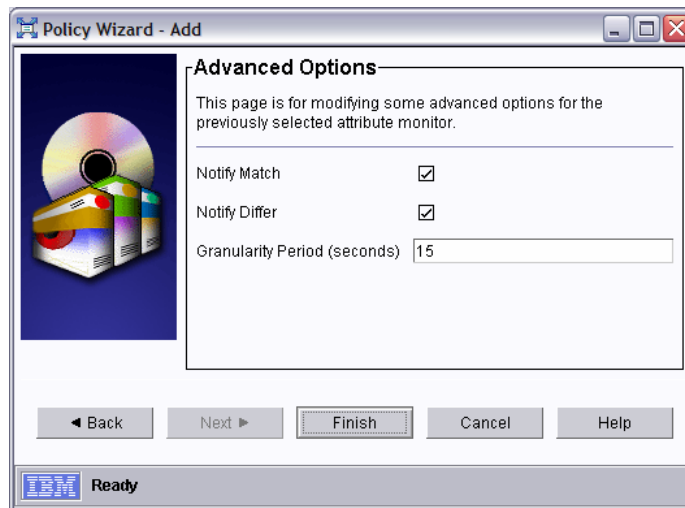 Policy Wizard - Add
Advanced Options
This page is for modifying some advanced options for the
previously selected attribute monitor.
Notify Match
Notify Differ
Granularity Period (seconds) 15
Back Next Finish Cancel Help
IBM Ready